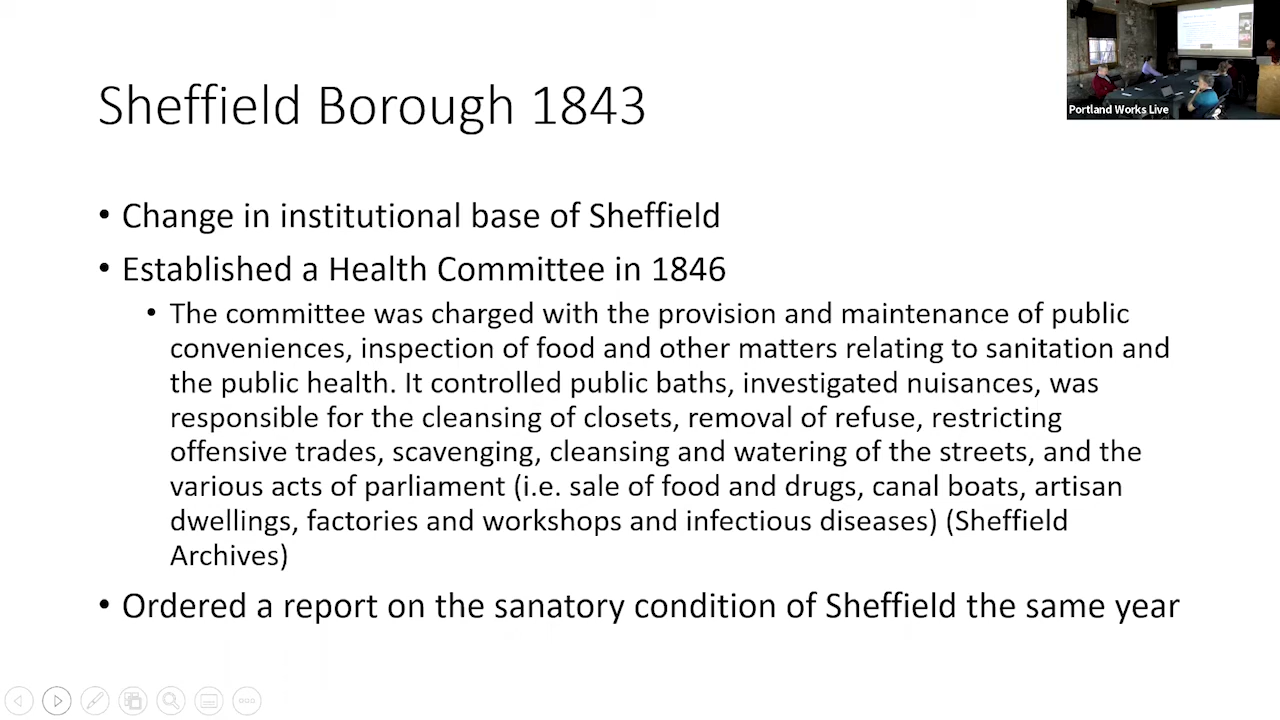 Sheffield Borough 1843
Portland Works Live
• Change in institutional base of Sheffield
• Established a Health Committee in 1846
• The committee was charged with the provision and maintenance of public
conveniences, inspection of food and other matters relating to sanitation and
the public health. It controlled public baths, investigated nuisances, was
responsible for the cleansing of closets, removal of refuse, restricting
offensive trades, scavenging, cleansing and watering of the streets, and the
various acts of parliament (i.e. sale of food and drugs, canal boats, artisan
dwellings, factories and workshops and infectious diseases) (Sheffield
Archives)
• Ordered a report on the sanatory condition of Sheffield the same year